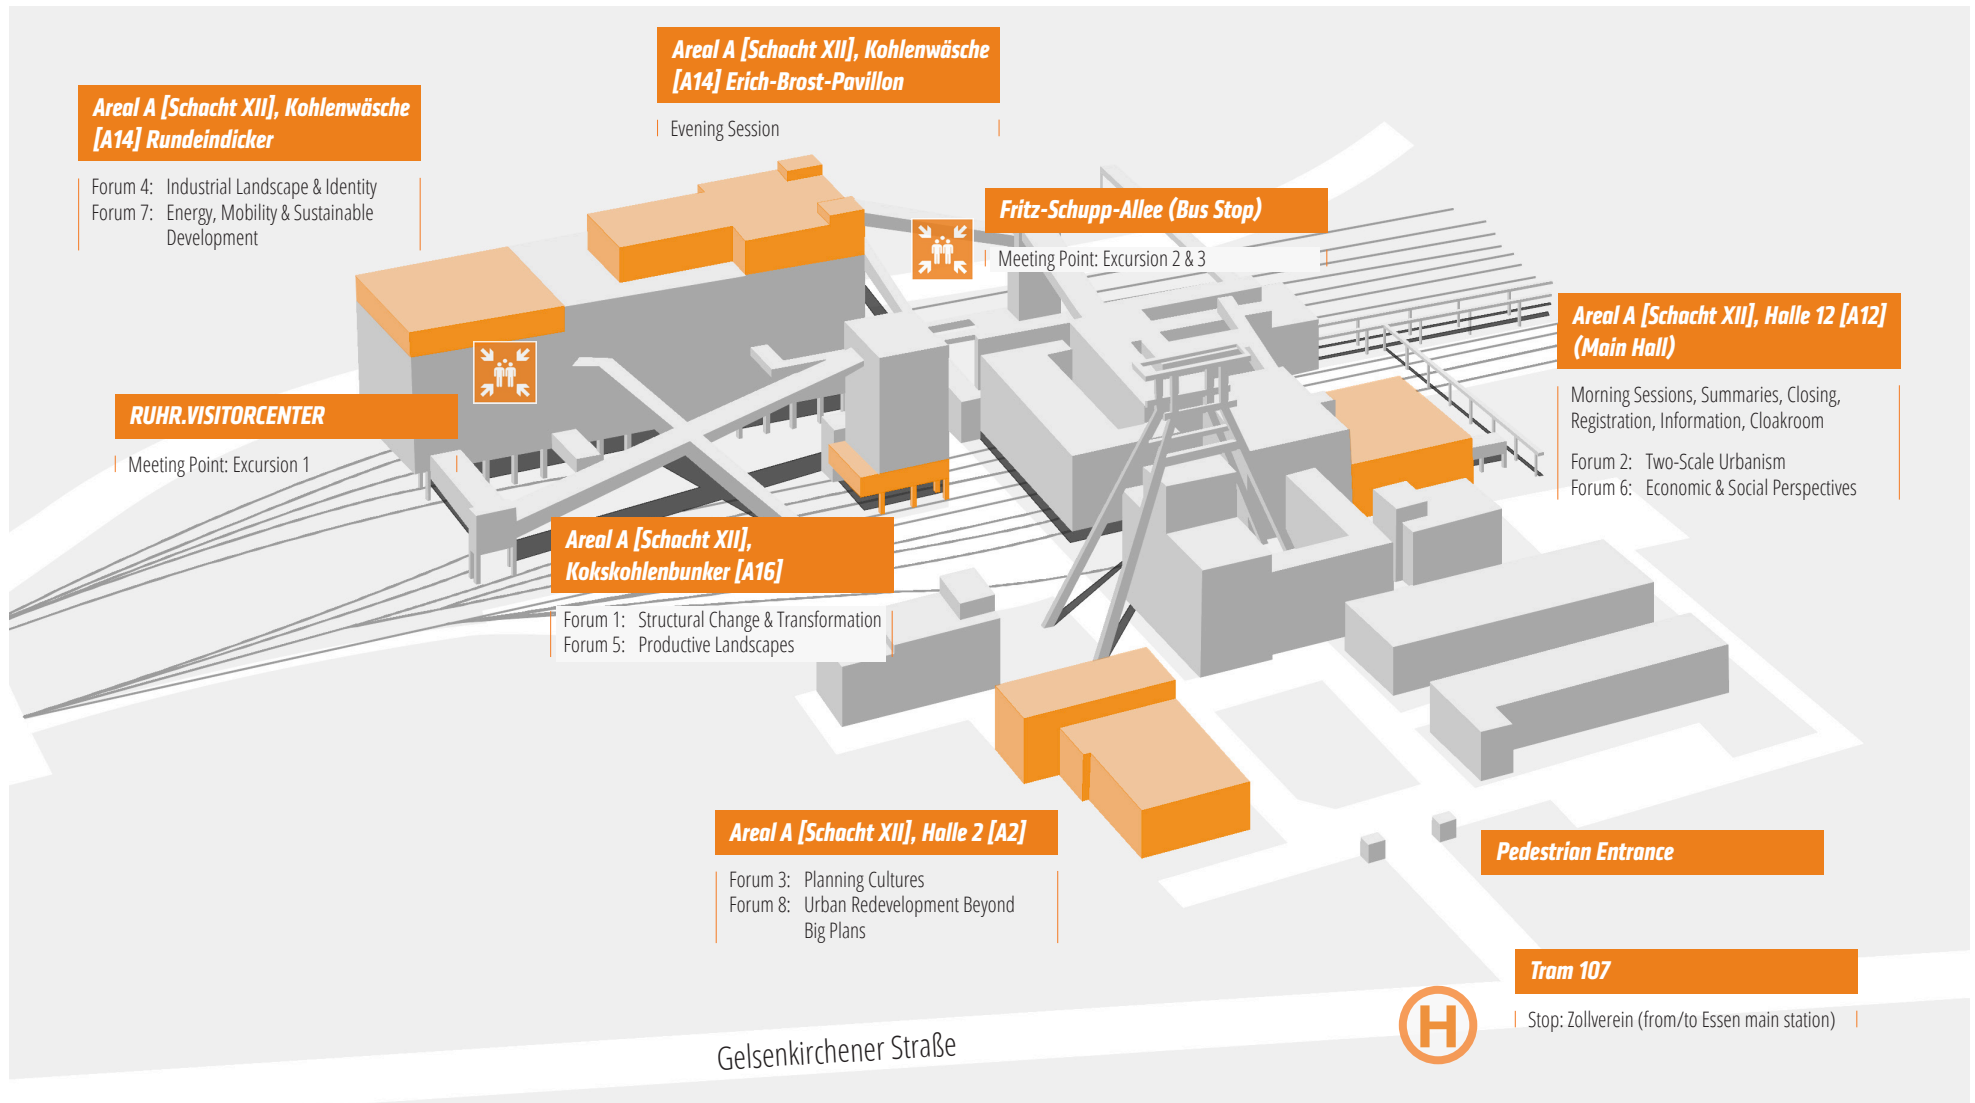 Areal A [Schacht XII], Kohlenwäsche
[A14] Erich-Brost-Pavillon
Evening Session
Areal A [Schacht XII], Kohlenwäsche
[A14] Rundeindicker
Forum 4: Industrial Landscape & Identity
Forum 7: Energy, Mobility & Sustainable
Development
Fritz-Schupp-Allee (Bus Stop)
Meeting Point: Excursion 2 & 3
Areal A [Schacht XII], Halle 12 [A12]
(Main Hall)
Morning Sessions, Summaries, Closing,
Registration, Information, Cloakroom
Forum 2: Two-Scale Urbanism
Forum 6: Economic & Social Perspectives
RUHR.VISITORCENTER
Meeting Point: Excursion 1
Areal A [Schacht XII],
Kokskohlenbunker [A16]
Forum 1: Structural Change & Transformation
Forum 5: Productive Landscapes
Areal A [Schacht XII], Halle 2 [A2]
Forum 3: Planning Cultures
Forum 8: Urban Redevelopment Beyond
Big Plans
Pedestrian Entrance
Tram 107
Stop: Zollverein (from/to Essen main station)
H
Gelsenkirchener Straße